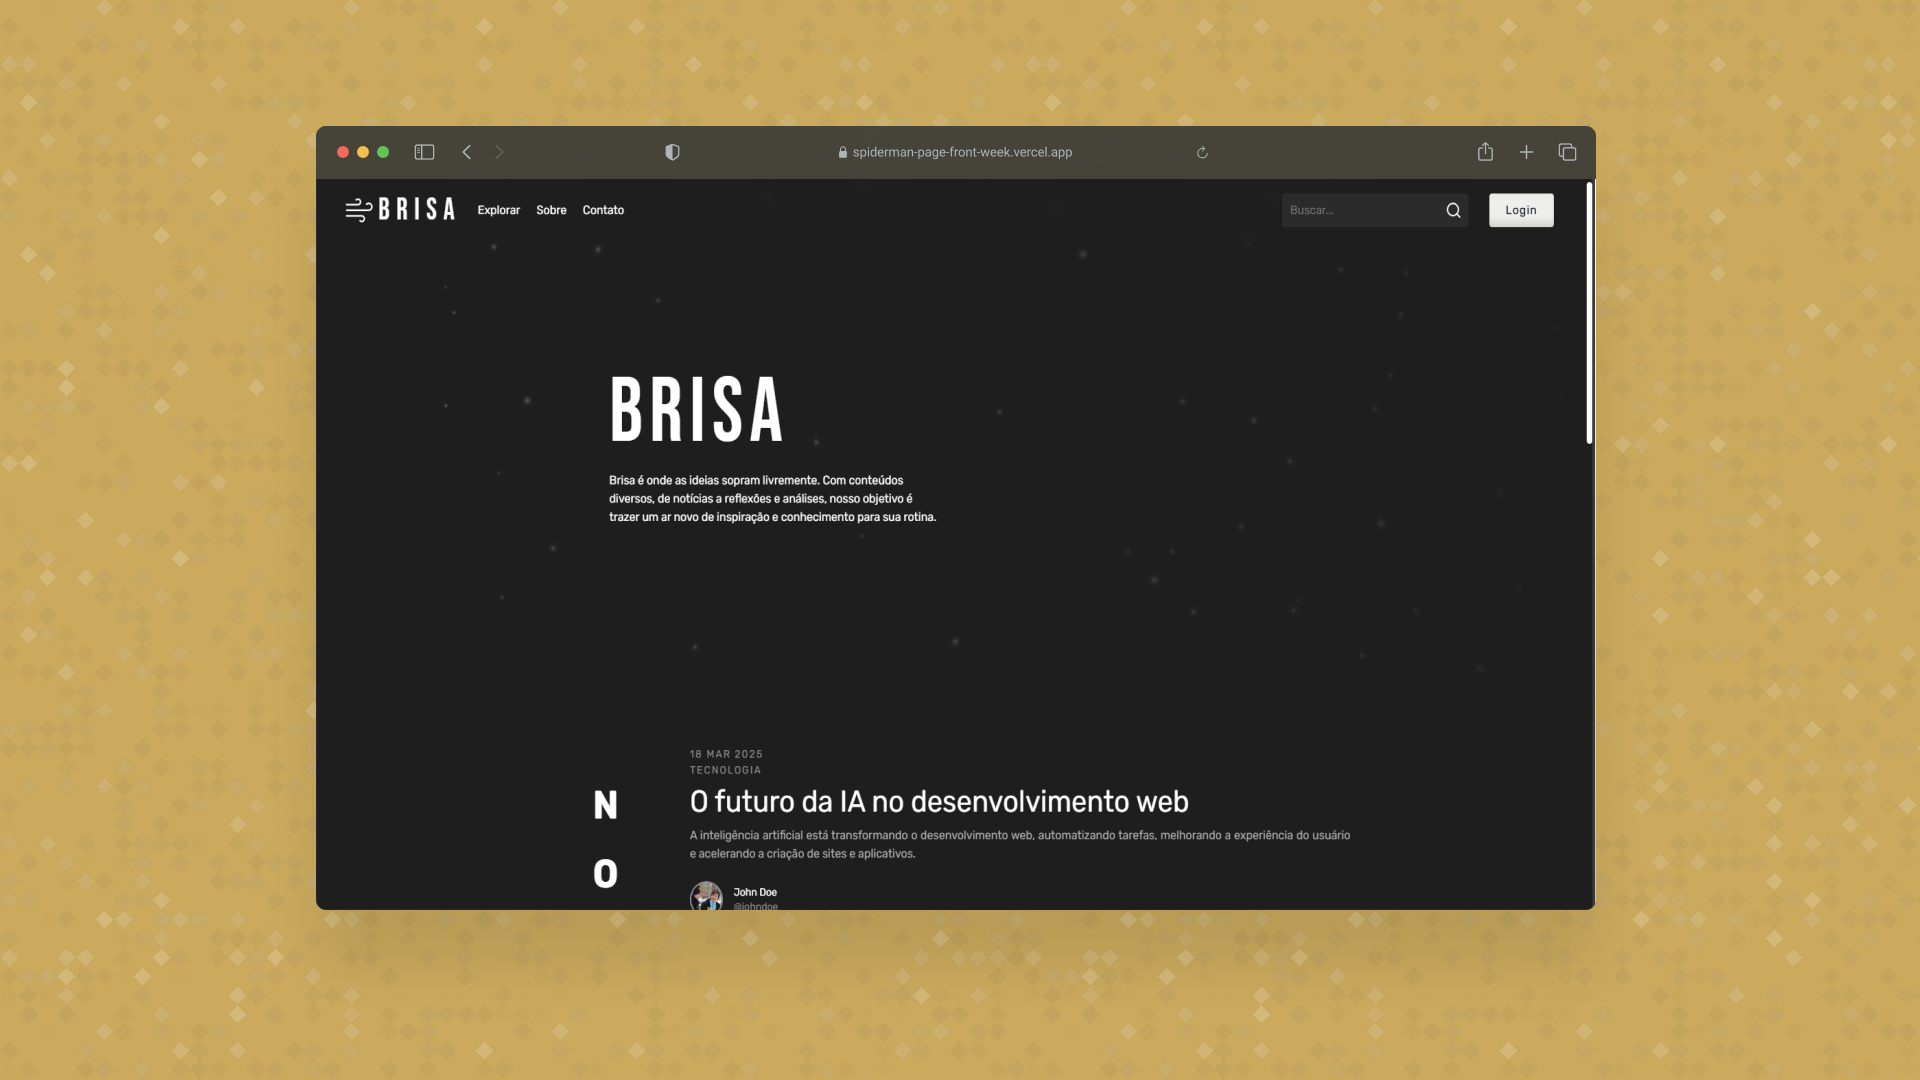 spiderman-page-front-week.vercel.app
BRISA Explorar Sobre Contato Buscar... Login
BRISA
Brisa é onde as ideias sopram livremente. Com conteúdos
diversos, de notícias a reflexões e análises, nosso objetivo é
trazer um ar novo de inspiração e conhecimento para sua rotina.
18 MAR 2025
TECNOLOGIA
N
O futuro da IA no desenvolvimento web
A inteligência artificial está transformando o desenvolvimento web, automatizando tarefas, melhorando a experiência do usuário
e acelerando a criação de sites e aplicativos.
O
John Doe
@johndoe